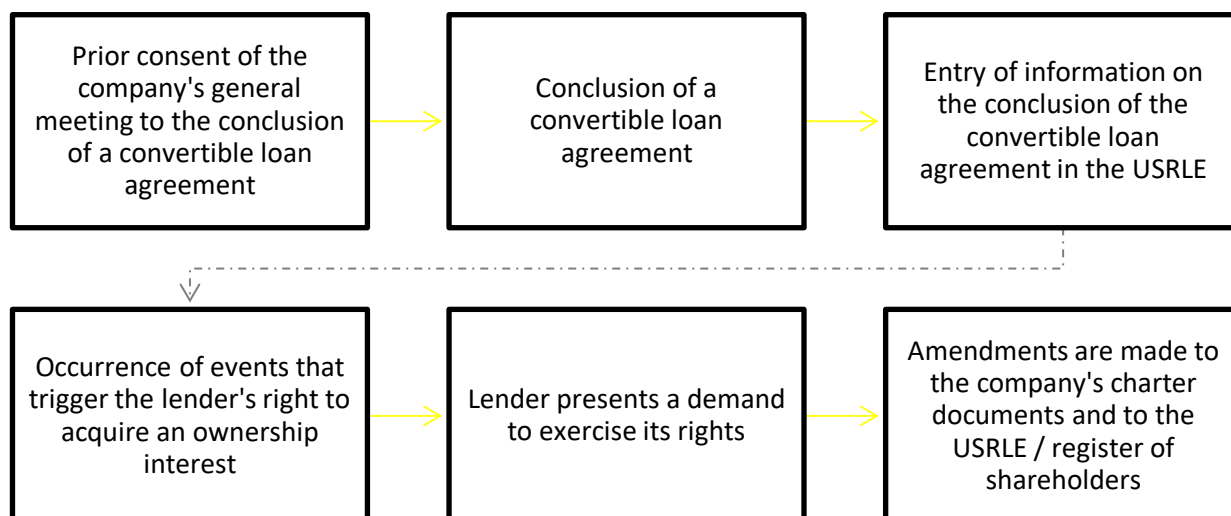 Prior consent of the
company's general
meeting to the conclusion
of a convertible loan
agreement
Conclusion of a
convertible loan
agreement
Entry of information on
the conclusion of the
convertible loan
agreement in the USRLE
Occurrence of events that
trigger the lender's right to
acquire an ownership
interest
Lender presents a demand
to exercise its rights
Amendments are made to
the company's charter
documents and to the
USRLE / register of
shareholders